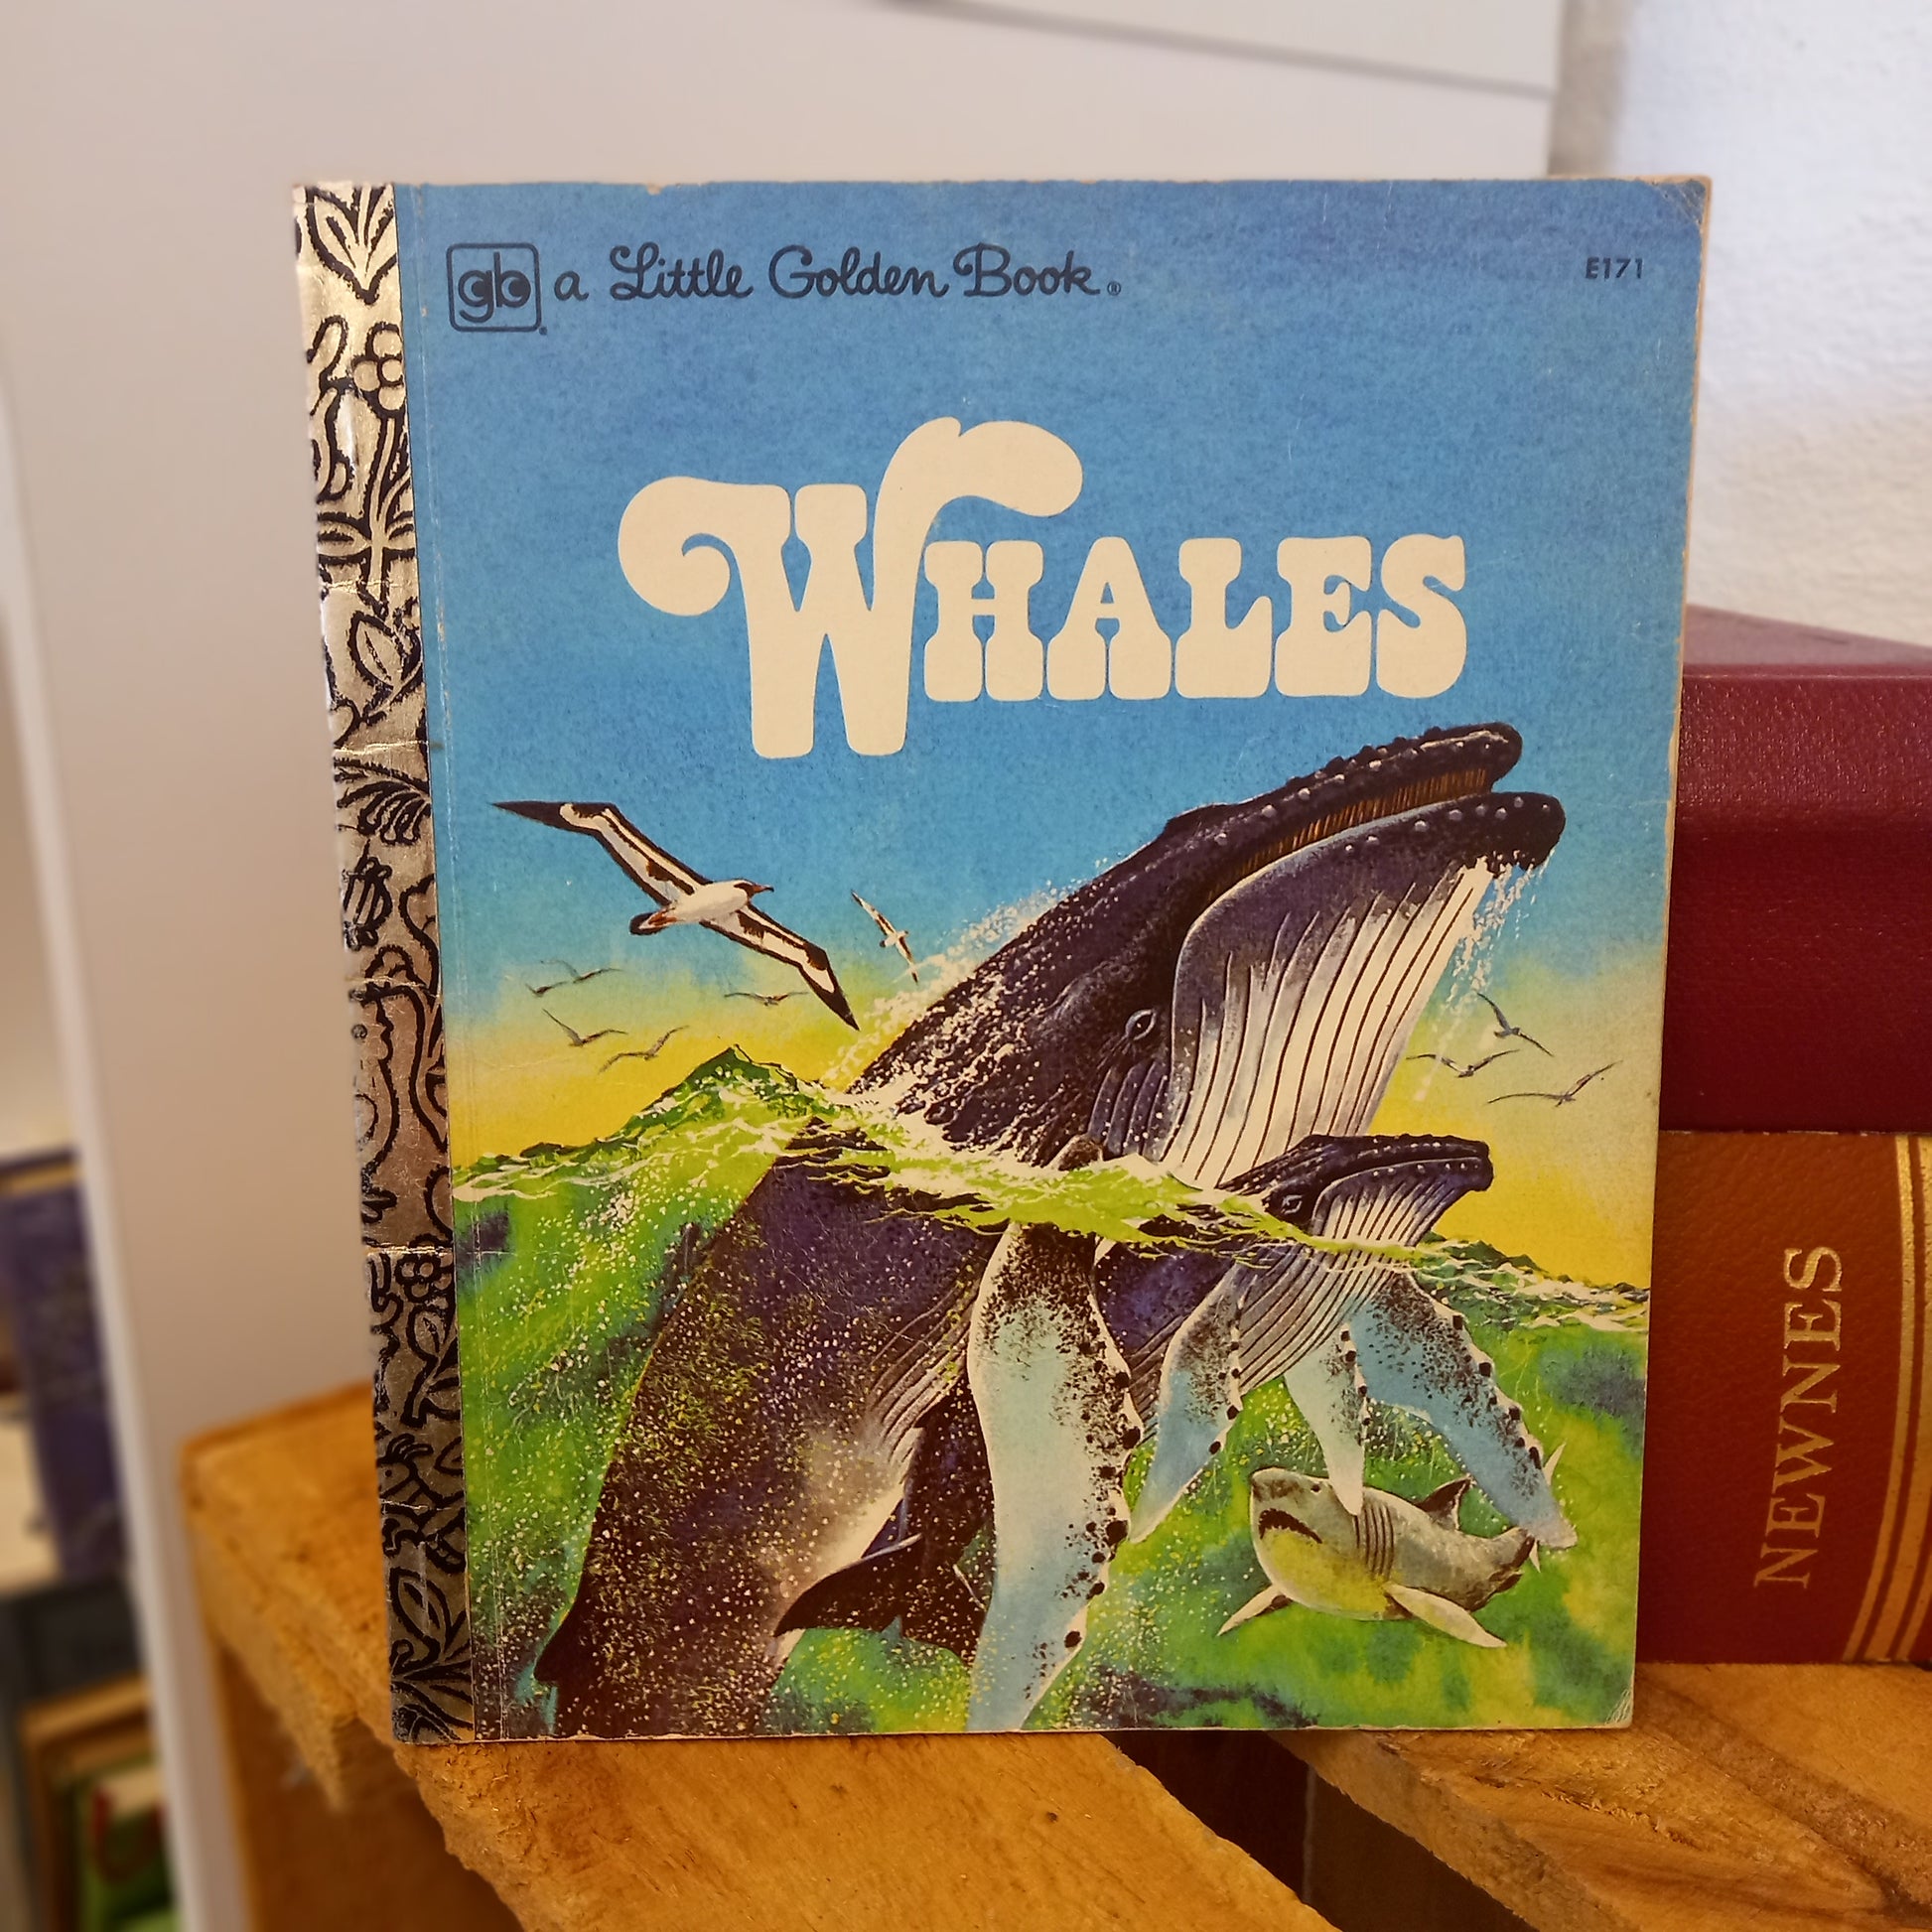 gb a Little Golden Book®
E171
WHALES
NEWNES